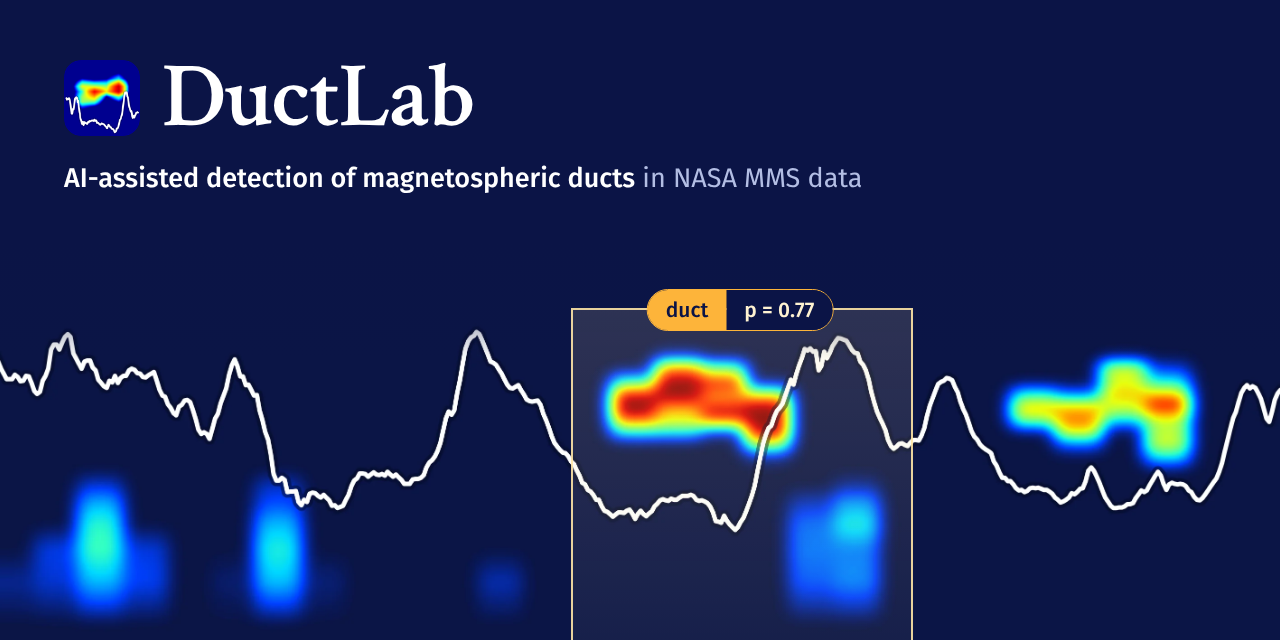 DuctLab
AI-assisted detection of magnetospheric ducts in NASA MMS data
duct p = 0.77